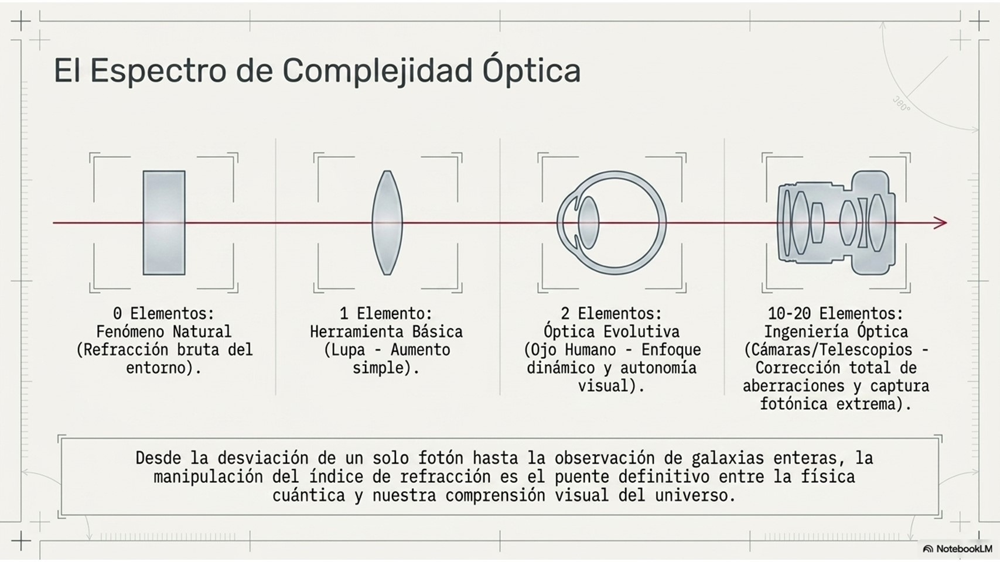 El Espectro de Complejidad Óptica
380°
0 Elementos:
Fenómeno Natural
(Refracción bruta del
entorno).
1 Elemento:
Herramienta Básica
(Lupa - Aumento
simple).
2 Elementos:
Óptica Evolutiva
(Ojo Humano - Enfoque
dinámico y autonomía
visual).
10-20 Elementos:
Ingeniería Óptica
(Cámaras/Telescopios -
Corrección total de
aberraciones y captura
fotónica extrema).
Desde la desviación de un solo fotón hasta la observación de galaxias enteras, la
manipulación del índice de refracción es el puente definitivo entre la física
cuántica y nuestra comprensión visual del universo.
NotebookLM